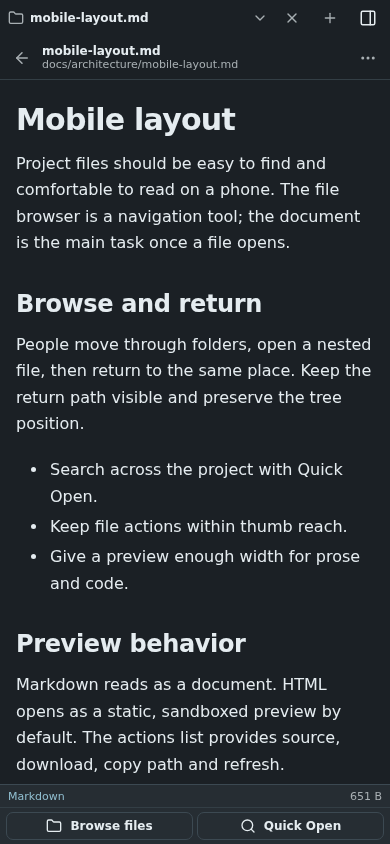 mobile-layout.md
mobile-layout.md
docs/architecture/mobile-layout.md
Mobile layout
Project files should be easy to find and
comfortable to read on a phone. The file
browser is a navigation tool; the document
is the main task once a file opens.
Browse and return
People move through folders, open a nested
file, then return to the same place. Keep the
return path visible and preserve the tree
position.
• Search across the project with Quick
Open.
• Keep file actions within thumb reach.
• Give a preview enough width for prose
and code.
Preview behavior
Markdown reads as a document. HTML
opens as a static, sandboxed preview by
default. The actions list provides source,
download, copy path and refresh.
Markdown 651 B
Browse files Quick Open